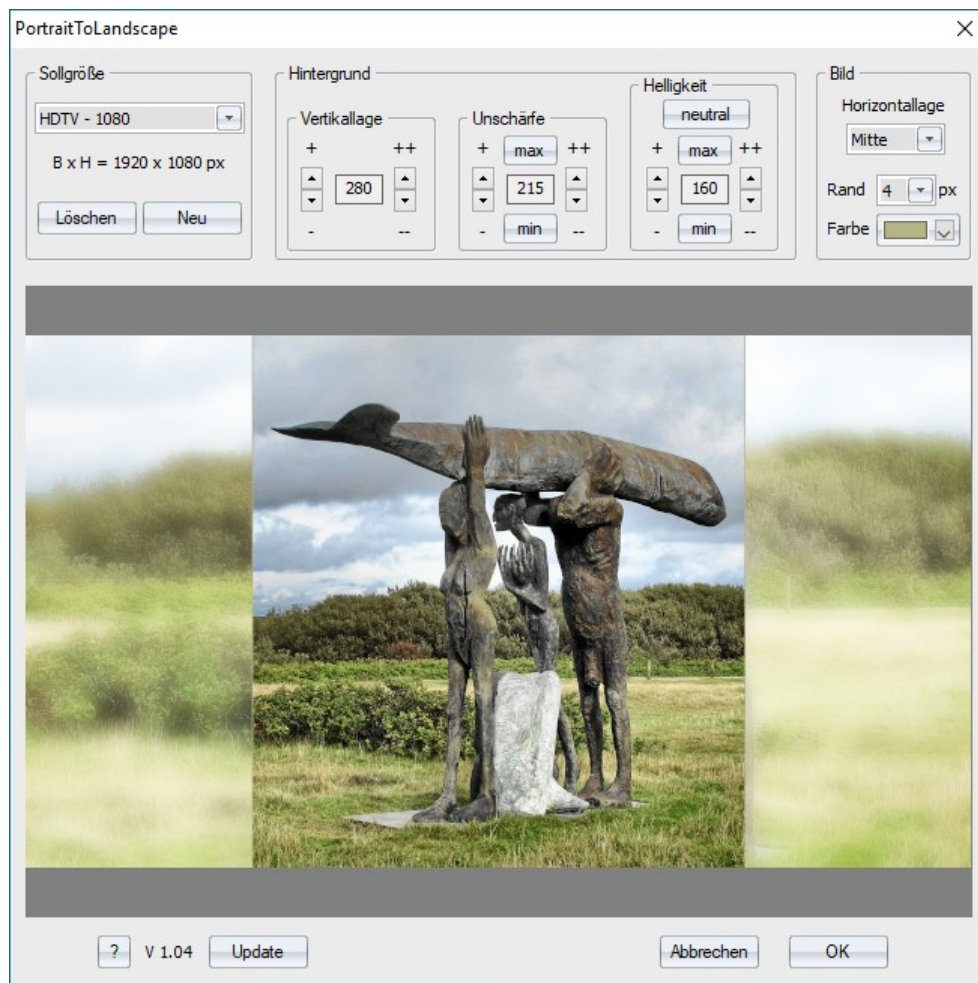 PortraitToLandscape
Sollgröße
HDTV - 1080
B x H = 1920 x 1080 px
Löschen Neu
Hintergrund
Vertikallage
+ ++
280
- --
Unschärfe
+ max ++
215
- min --
Helligkeit
neutral
+ max ++
160
- min --
Bild
Horizontallage
Mitte
Rand 4 px
Farbe
? V 1.04 Update Abbrechen OK